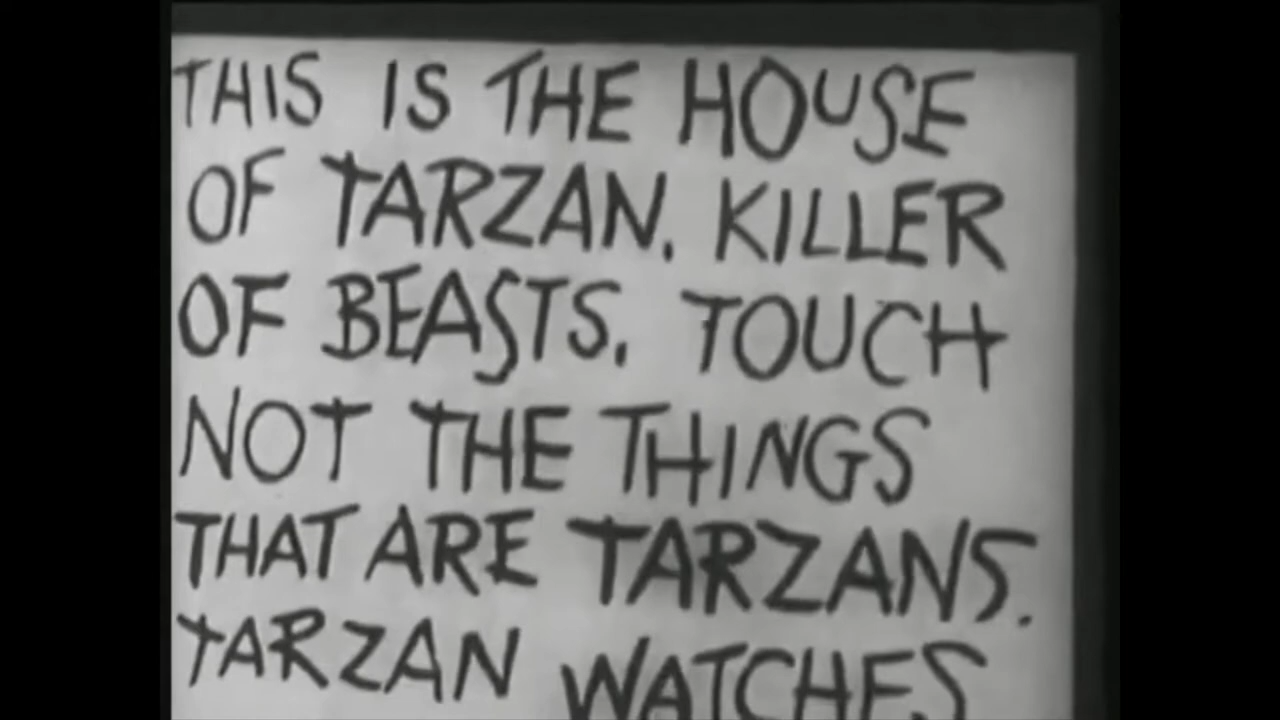 THIS IS THE HOUSE
OF TARZAN. KILLER
OF BEASTS. TOUCH
NOT THE THINGS
THAT ARE TARZANS.
TARZAN WATCHES